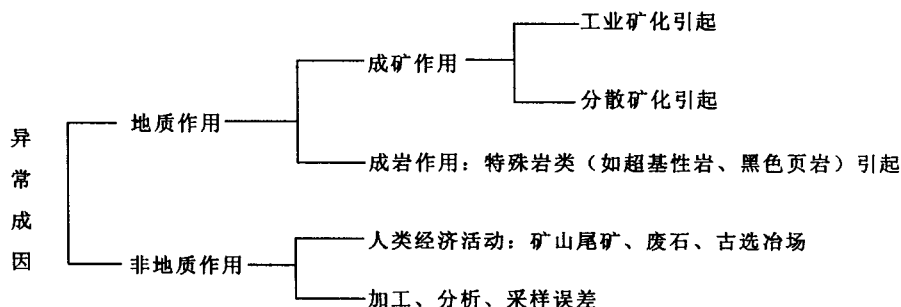 异常成因
地质作用
成矿作用
工业矿化引起
分散矿化引起
成岩作用：特殊岩类（如超基性岩、黑色页岩）引起
非地质作用
人类经济活动：矿山尾矿、废石、古选冶场
加工、分析、采样误差